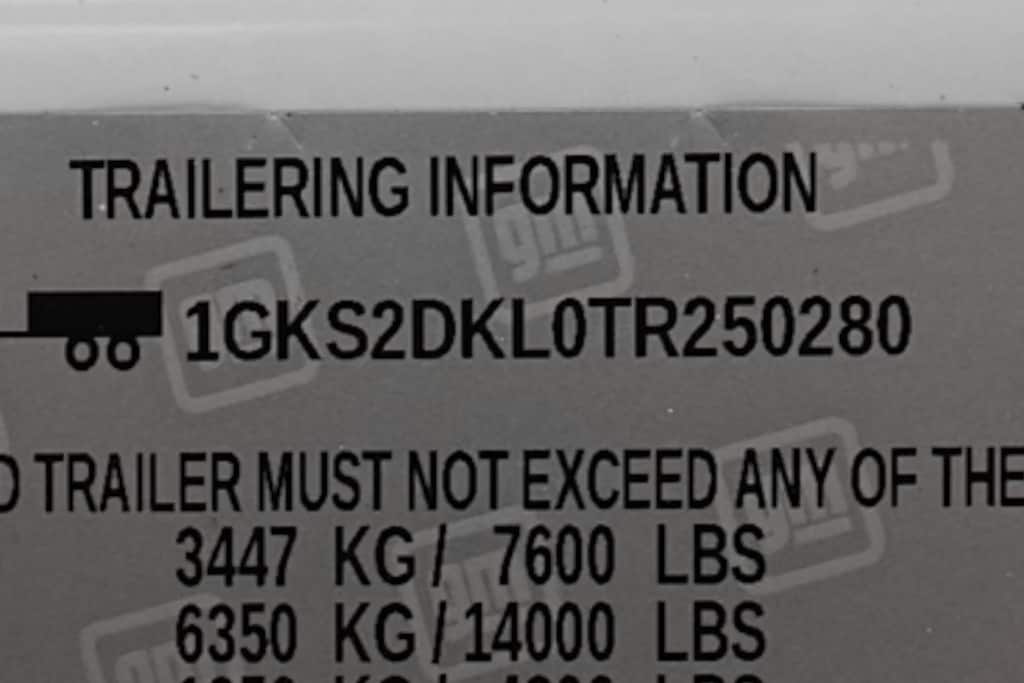 TRAILERING INFORMATION
1GKS2DKL0TR250280
D TRAILER MUST NOT EXCEED ANY OF THE
3447 KG / 7600 LBS
6350 KG / 14000 LBS